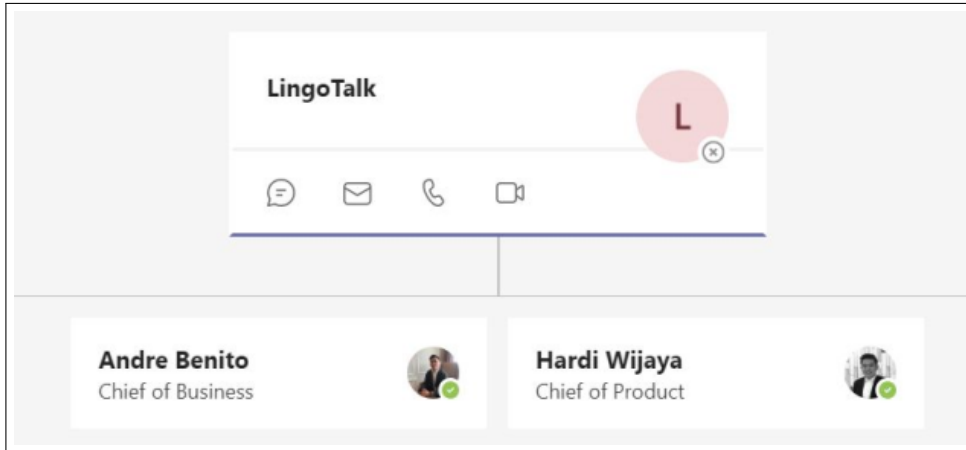 LingoTalk
L
Andre Benito
Chief of Business
Hardi Wijaya
Chief of Product